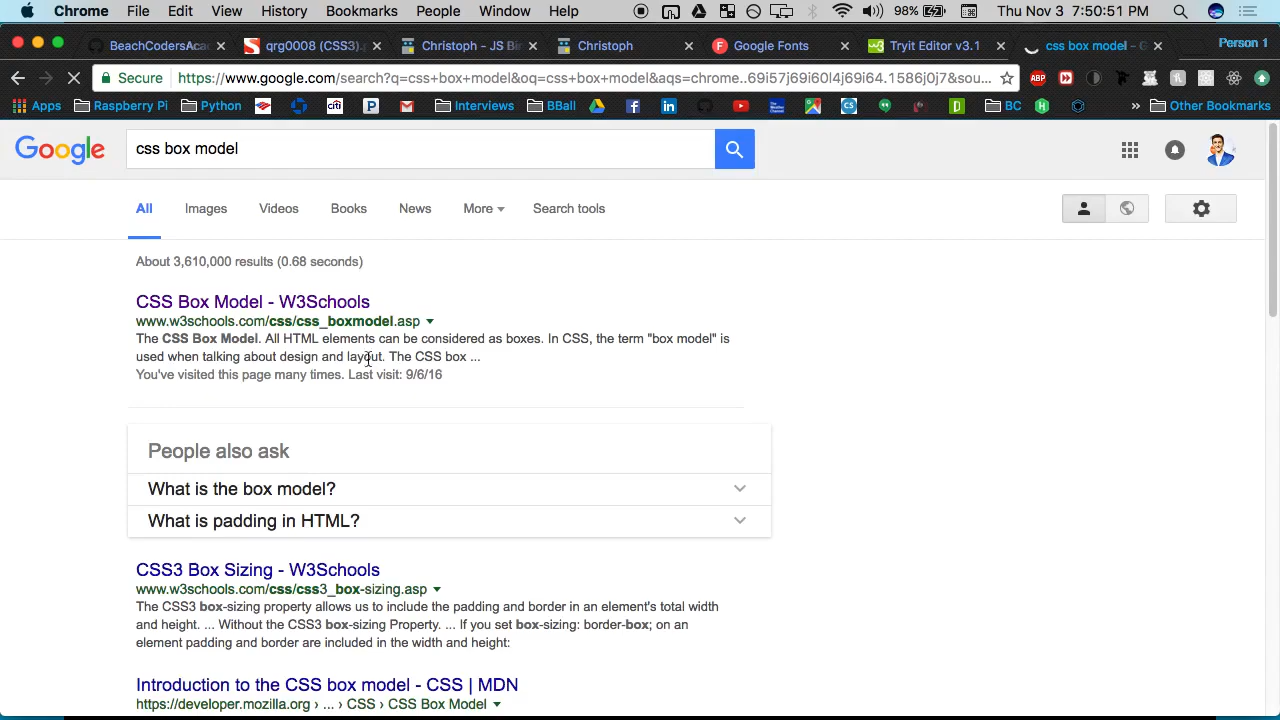 Chrome File Edit View History Bookmarks People Window Help 98% Thu Nov 3 7:50:51 PM
BeachCodersAca qrg0008 (CSS3). Christoph - JS Bin Christoph Google Fonts Tryit Editor v3.1 css box model - G Person 1
Secure https://www.google.com/search?q=css+box+model&oq=css+box+model&aqs=chrome..69i57j69i60l4j69i64.1586j0j7&sou...
Apps Raspberry Pi Python citi Gmail Interviews BBall BC » Other Bookmarks
Google css box model
All Images Videos Books News More Search tools
About 3,610,000 results (0.68 seconds)
CSS Box Model - W3Schools
www.w3schools.com/css/css_boxmodel.asp
The CSS Box Model. All HTML elements can be considered as boxes. In CSS, the term "box model" is
used when talking about design and layout. The CSS box ...
You've visited this page many times. Last visit: 9/6/16
People also ask
What is the box model?
What is padding in HTML?
CSS3 Box Sizing - W3Schools
www.w3schools.com/css/css3_box-sizing.asp
The CSS3 box-sizing property allows us to include the padding and border in an element's total width
and height. ... Without the CSS3 box-sizing Property. ... If you set box-sizing: border-box; on an
element padding and border are included in the width and height:
Introduction to the CSS box model - CSS | MDN
https://developer.mozilla.org › ... › CSS › CSS Box Model